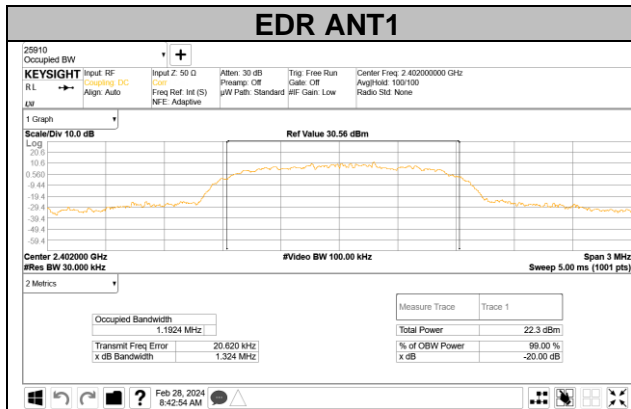 EDR ANT1
25910
Occupied BW
KEYSIGHT
R L
Input: RF
Coupling: DC
Align: Auto
Input Z: 50 Ω
Corr
Freq Ref: Int (S)
NFE: Adaptive
Atten: 30 dB
Preamp: Off
µW Path: Standard
Trig: Free Run
Gate: Off
#IF Gain: Low
Center Freq: 2.402000000 GHz
Avg|Hold: 100/100
Radio Std: None
1 Graph
Scale/Div 10.0 dB
Ref Value 30.56 dBm
Log
20.6
10.6
0.560
-9.44
-19.4
-29.4
-39.4
-49.4
-59.4
Center 2.402000 GHz
#Video BW 100.00 kHz
Span 3 MHz
#Res BW 30.000 kHz
Sweep 5.00 ms (1001 pts)
2 Metrics
Measure Trace Trace 1
Occupied Bandwidth
1.1924 MHz
Total Power 22.3 dBm
Transmit Freq Error 20.620 kHz
% of OBW Power 99.00 %
x dB Bandwidth 1.324 MHz
x dB -20.00 dB
?
Feb 28, 2024
8:42:54 AM